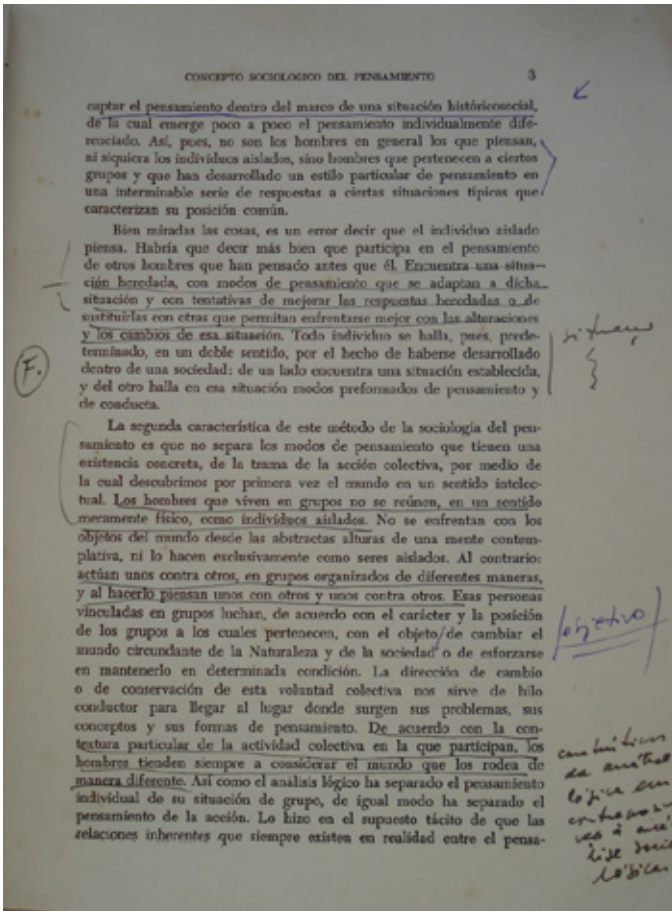 CONCEPTO SOCIOLOGICO DEL PENSAMIENTO 3
captar el pensamiento dentro del marco de una situación históricosocial,
de la cual emerge poco a poco el pensamiento individualmente dife-
renciado. Así, pues, no son los hombres en general los que piensan,
ni siquiera los individuos aislados, sino hombres que pertenecen a ciertos
grupos y que han desarrollado un estilo particular de pensamiento en
una interminable serie de respuestas a ciertas situaciones típicas que
caracterizan su posición común.
Bien miradas las cosas, es un error decir que el individuo aislado
piensa. Habría que decir más bien que participa en el pensamiento
de otros hombres que han pensado antes que él. Encuentra una situa-
ción heredada, con modos de pensamiento que se adaptan a dicha
situación y con tentativas de mejorar las respuestas heredadas o de
sustituirlas con otras que permitan enfrentarse mejor con las alteraciones
y los cambios de esa situación. Todo individuo se halla, pues, prede-
terminado, en un doble sentido, por el hecho de haberse desarrollado
dentro de una sociedad: de un lado encuentra una situación establecida,
y del otro halla en esa situación modos preformados de pensamiento y
de conducta.
F.
La segunda característica de este método de la sociología del pen-
samiento es que no separa los modos de pensamiento que tienen una
existencia concreta, de la trama de la acción colectiva, por medio de
la cual descubrimos por primera vez el mundo en un sentido intelec-
tual. Los hombres que viven en grupos no se reúnen, en un sentido
meramente físico, como individuos aislados. No se enfrentan con los
objetos del mundo desde las abstractas alturas de una mente contem-
plativa, ni lo hacen exclusivamente como seres aislados. Al contrario:
actúan unos contra otros, en grupos organizados de diferentes maneras,
y al hacerlo piensan unos con otros y unos contra otros. Esas personas
vinculadas en grupos luchan, de acuerdo con el carácter y la posición
de los grupos a los cuales pertenecen, con el objeto de cambiar el
mundo circundante de la Naturaleza y de la sociedad o de esforzarse
en mantenerlo en determinada condición. La dirección de cambio
o de conservación de esta voluntad colectiva nos sirve de hilo
conductor para llegar al lugar donde surgen sus problemas, sus
conceptos y sus formas de pensamiento. De acuerdo con la con-
textura particular de la actividad colectiva en la que participan, los
hombres tienden siempre a considerar el mundo que los rodea de
manera diferente. Así como el análisis lógico ha separado el pensamiento
individual de su situación de grupo, de igual modo ha separado el
pensamiento de la acción. Lo hizo en el supuesto tácito de que las
relaciones inherentes que siempre existen en realidad entre el pensa-
objetivo
da
lógica em